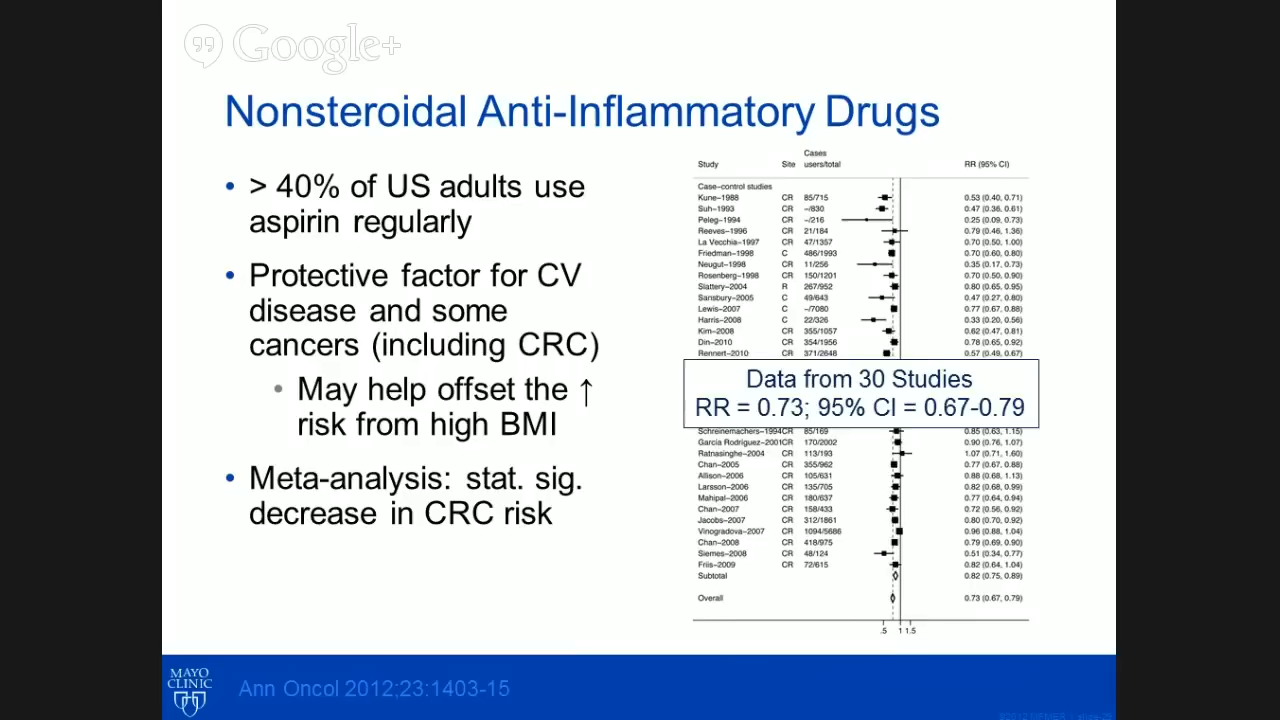 Google+
Nonsteroidal Anti-Inflammatory Drugs
• > 40% of US adults use
aspirin regularly
• Protective factor for CV
disease and some
cancers (including CRC)
• May help offset the ↑
risk from high BMI
• Meta-analysis: stat. sig.
decrease in CRC risk
Cases
Study Site users/total RR (95% CI)
Case–control studies
Kune–1988 CR 85/715 0.53 (0.40, 0.71)
Suh–1993 CR –/830 0.47 (0.36, 0.61)
Peleg–1994 CR –/216 0.25 (0.09, 0.73)
Reeves–1996 CR 21/184 0.79 (0.46, 1.36)
La Vecchia–1997 CR 47/1357 0.70 (0.50, 1.00)
Friedman–1998 C 486/1993 0.70 (0.60, 0.80)
Neugut–1998 CR 11/256 0.35 (0.17, 0.73)
Rosenberg–1998 CR 150/1201 0.70 (0.50, 0.90)
Slattery–2004 R 267/952 0.80 (0.65, 0.95)
Sansbury–2005 C 49/643 0.47 (0.27, 0.80)
Lewis–2007 C –/7080 0.77 (0.67, 0.88)
Harris–2008 C 22/326 0.33 (0.20, 0.56)
Kim–2008 CR 355/1057 0.62 (0.47, 0.81)
Din–2010 CR 354/1956 0.78 (0.65, 0.92)
Rennert–2010 CR 371/2648 0.57 (0.49, 0.67)
Data from 30 Studies
RR = 0.73; 95% CI = 0.67-0.79
Schreinemachers–1994CR 85/169 0.85 (0.63, 1.15)
García Rodríguez–2001CR 170/2002 0.90 (0.76, 1.07)
Ratnasinghe–2004 CR 113/193 1.07 (0.71, 1.60)
Chan–2005 CR 355/962 0.77 (0.67, 0.88)
Allison–2006 CR 105/631 0.88 (0.68, 1.13)
Larsson–2006 CR 135/705 0.82 (0.68, 0.99)
Mahipal–2006 CR 180/637 0.77 (0.64, 0.94)
Chan–2007 CR 158/433 0.72 (0.56, 0.92)
Jacobs–2007 CR 312/1861 0.80 (0.70, 0.92)
Vinogradova–2007 CR 1094/5686 0.96 (0.88, 1.04)
Chan–2008 CR 418/975 0.79 (0.69, 0.90)
Siemes–2008 CR 48/124 0.51 (0.34, 0.77)
Friis–2009 CR 72/615 0.82 (0.64, 1.04)
Subtotal 0.82 (0.75, 0.89)
Overall 0.73 (0.67, 0.79)
.5 1 1.5
MAYO
CLINIC
Ann Oncol 2012;23:1403-15